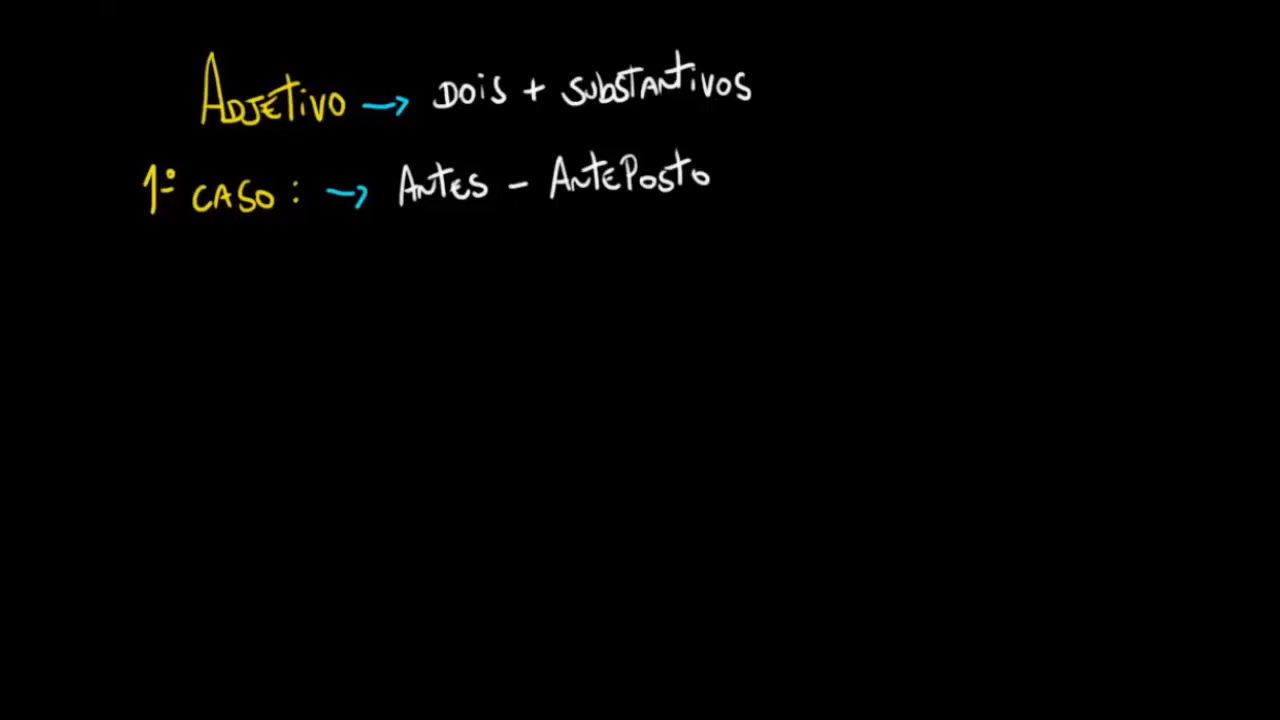 ADJETIVO → DOIS + SUBSTANTIVOS
1º CASO: → ANTES - ANTEPOSTO